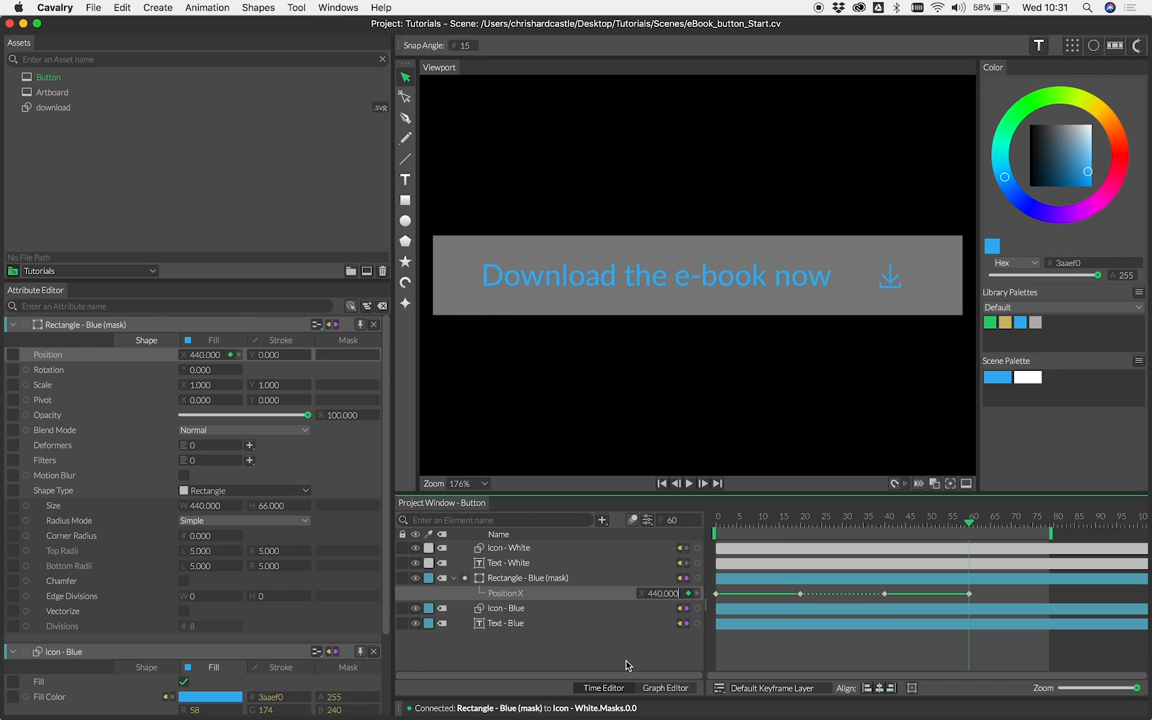 Cavalry File Edit Create Animation Shapes Tool Windows Help 58% Wed 10:31
Project: Tutorials - Scene: /Users/chrishardcastle/Desktop/Tutorials/Scenes/eBook_button_Start.cv
Assets
Snap Angle: # 15
Enter an Asset name
Button
Artboard
download .svg
No File Path
Tutorials
Attribute Editor
Enter an Attribute name
Rectangle - Blue (mask)
Shape Fill Stroke Mask
Position X 440.000 Y 0.000
Rotation ° 0.000
Scale X 1.000 Y 1.000
Pivot X 0.000 Y 0.000
Opacity % 100.000
Blend Mode Normal
Deformers 0
Filters 0
Motion Blur
Shape Type Rectangle
Size W 440.000 H 66.000
Radius Mode Simple
Corner Radius # 0.000
Top Radii L 5.000 R 5.000
Bottom Radii L 5.000 R 5.000
Chamfer
Edge Divisions W 0 H 0
Vectorize
Divisions # 8
Icon - Blue
Shape Fill Stroke Mask
Fill
Fill Color # 3aaef0 A 255
R 58 G 174 B 240
Viewport
Download the e-book now
Zoom 176%
Color
Hex # 3aaef0
255
Library Palettes
Default
Scene Palette
Project Window - Button
Enter an Element name F 60
0 5 10 15 20 25 30 35 40 45 50 55 60 65 70 75 80 85 90 95 100
Name
Icon - White
Text - White
Rectangle - Blue (mask)
Position X X 440.000
Icon - Blue
Text - Blue
Time Editor Graph Editor Default Keyframe Layer Align: Zoom
Connected: Rectangle - Blue (mask) to Icon - White.Masks.0.0